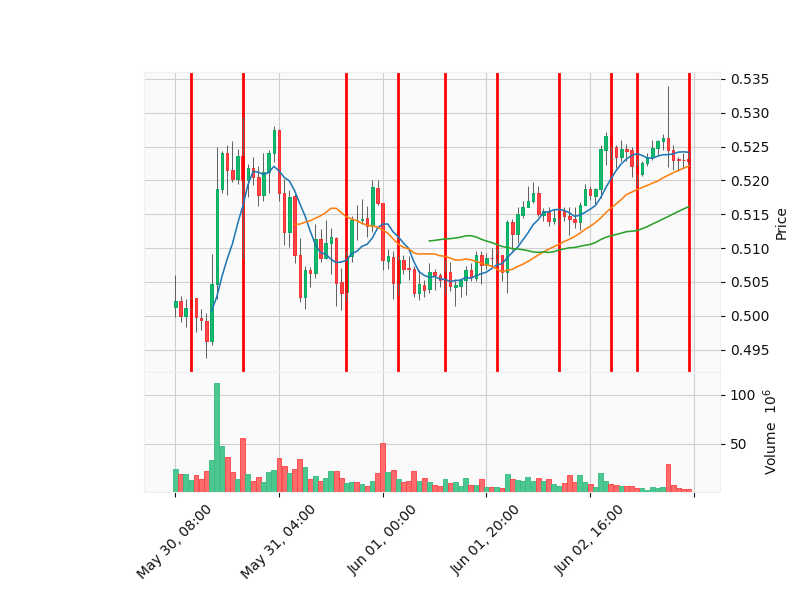 0.535
0.530
0.525
0.520
0.515
0.510
0.505
0.500
0.495
Price
100
50
Volume 10⁶
May 30, 08:00
May 31, 04:00
Jun 01, 00:00
Jun 01, 20:00
Jun 02, 16:00